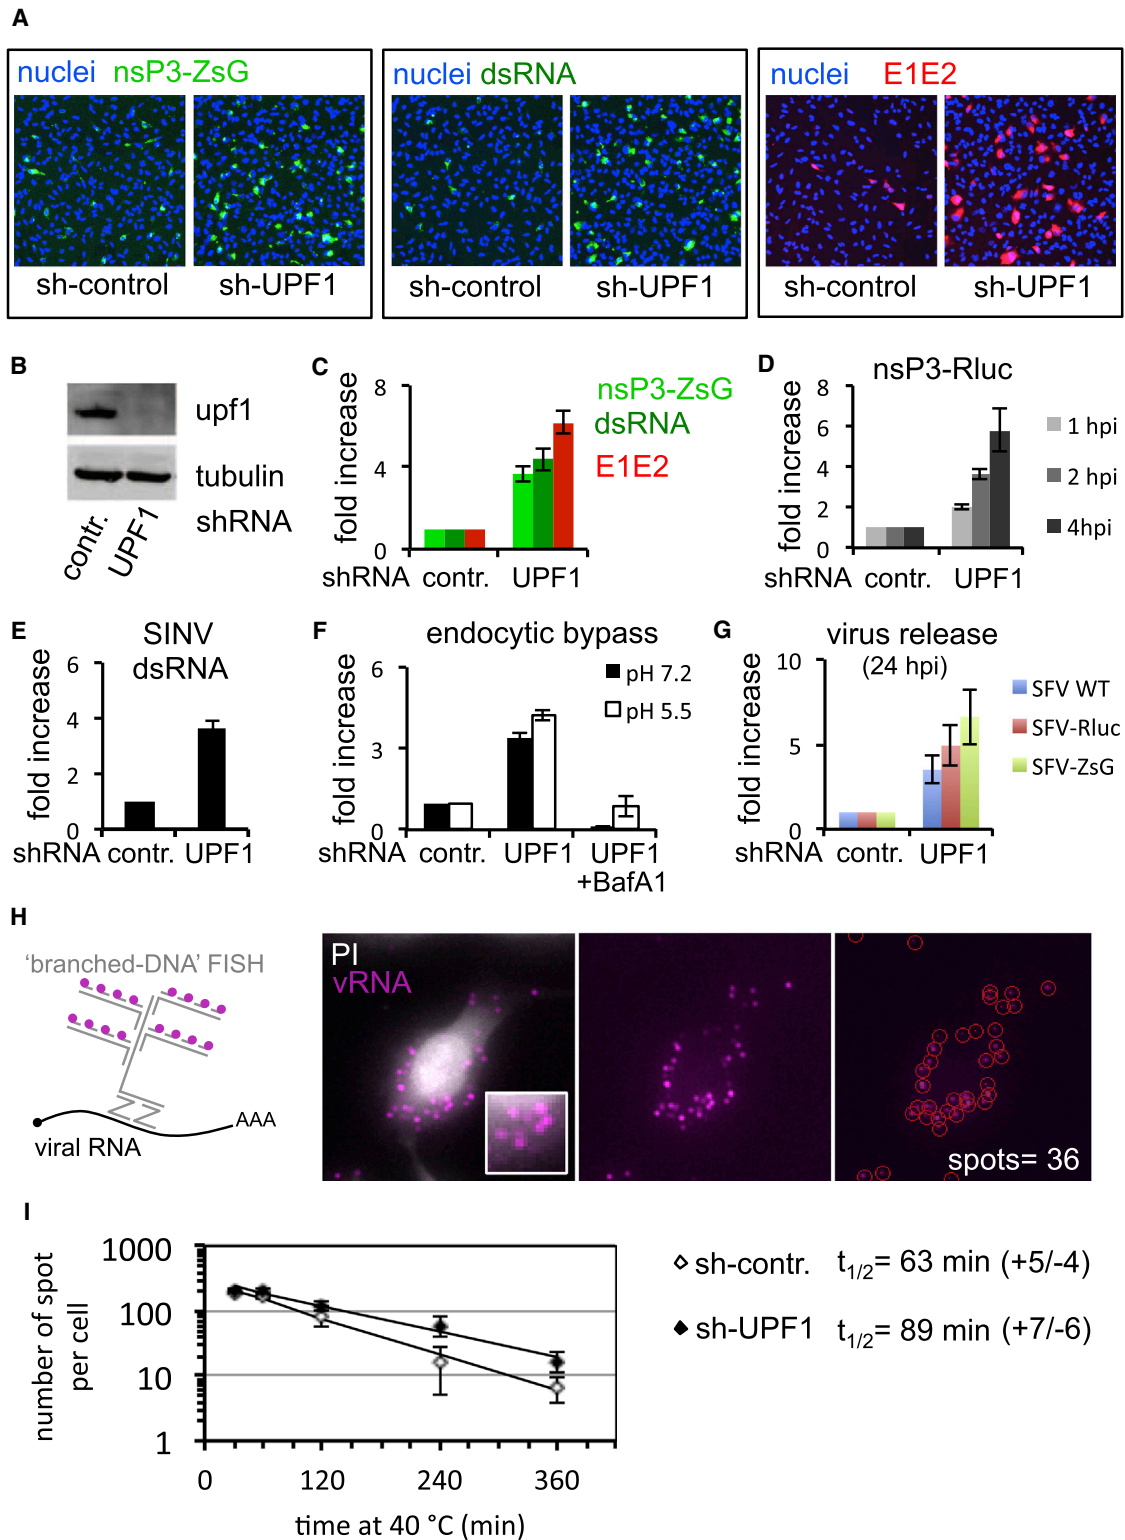 A
nuclei nsP3-ZsG
nuclei dsRNA
nuclei E1E2
sh-control sh-UPF1
sh-control sh-UPF1
sh-control sh-UPF1
B
upf1
tubulin
contr. UPF1 shRNA
C
fold increase
8
4
0
nsP3-ZsG
dsRNA
E1E2
shRNA contr. UPF1
D
nsP3-Rluc
fold increase
8
6
4
2
0
1 hpi
2 hpi
4hpi
shRNA contr. UPF1
E
SINV
dsRNA
fold increase
6
4
2
0
shRNA contr. UPF1
F
endocytic bypass
fold increase
6
3
0
pH 7.2
pH 5.5
shRNA contr. UPF1 UPF1
+BafA1
G
virus release
(24 hpi)
fold increase
10
5
0
SFV WT
SFV-Rluc
SFV-ZsG
shRNA contr. UPF1
H
'branched-DNA' FISH
AAA
viral RNA
PI
vRNA
spots= 36
I
number of spot
per cell
1000
100
10
1
0 120 240 360
time at 40 °C (min)
sh-contr. t1/2= 63 min (+5/-4)
sh-UPF1 t1/2= 89 min (+7/-6)